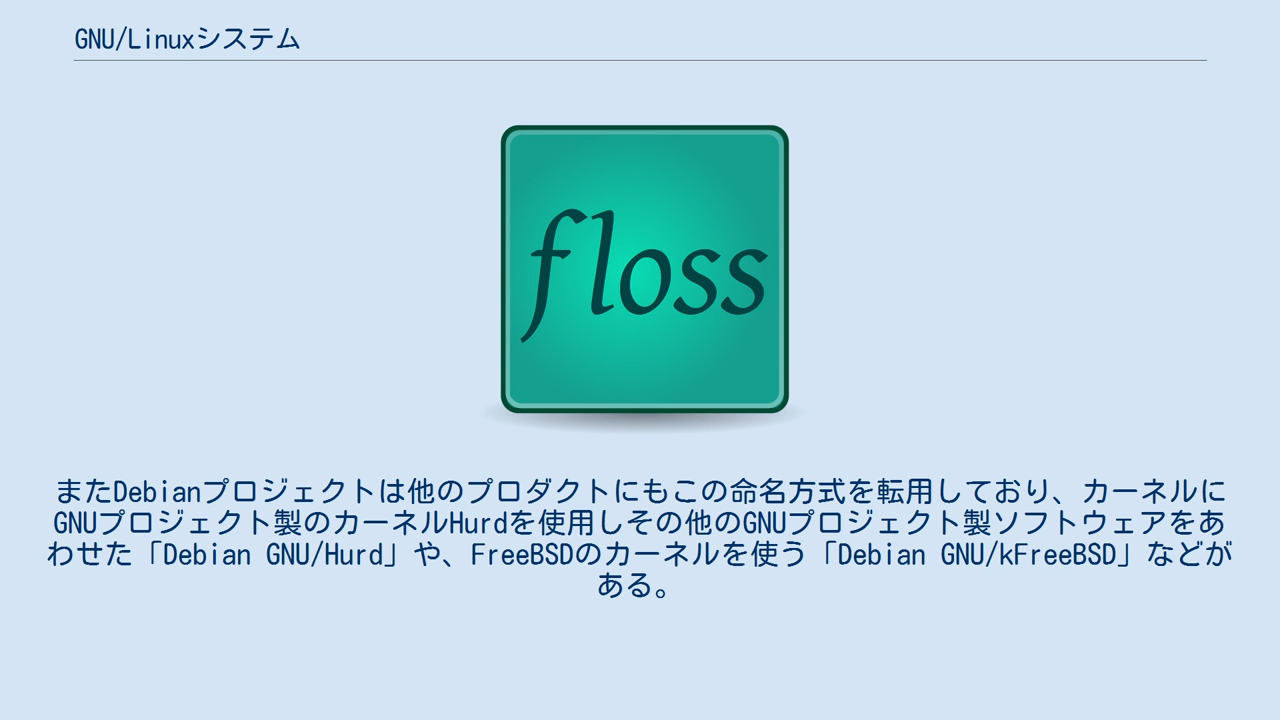 GNU/Linuxシステム
floss
またDebianプロジェクトは他のプロダクトにもこの命名方式を転用しており、カーネルに
GNUプロジェクト製のカーネルHurdを使用しその他のGNUプロジェクト製ソフトウェアをあ
わせた「Debian GNU/Hurd」や、FreeBSDのカーネルを使う「Debian GNU/kFreeBSD」などが
ある。